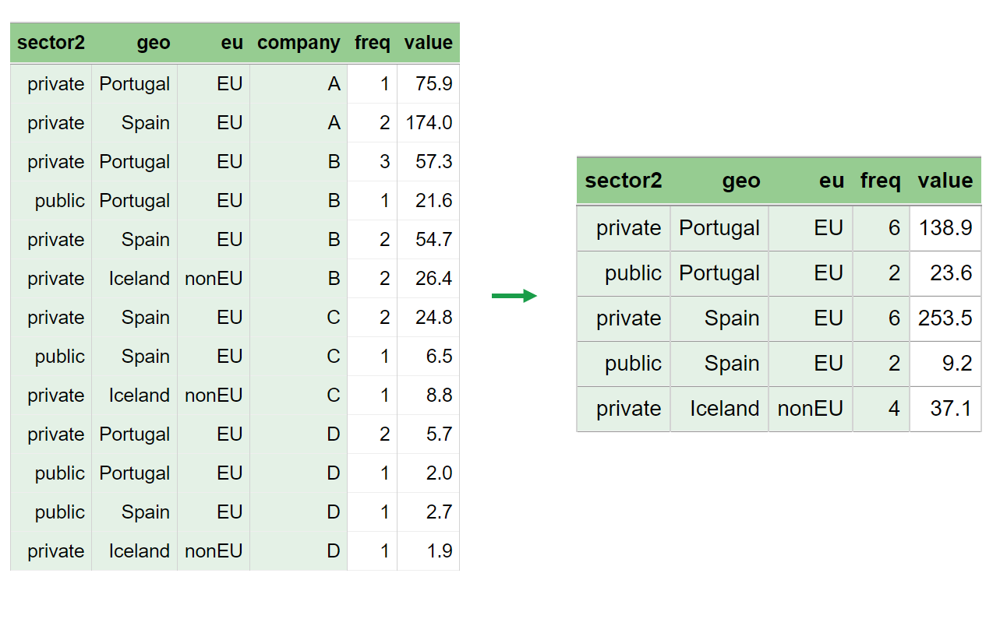 sector2 geo eu company freq value
private Portugal EU A 1 75.9
private Spain EU A 2 174.0
private Portugal EU B 3 57.3
public Portugal EU B 1 21.6
private Spain EU B 2 54.7
private Iceland nonEU B 2 26.4
private Spain EU C 2 24.8
public Spain EU C 1 6.5
private Iceland nonEU C 1 8.8
private Portugal EU D 2 5.7
public Portugal EU D 1 2.0
public Spain EU D 1 2.7
private Iceland nonEU D 1 1.9
sector2 geo eu freq value
private Portugal EU 6 138.9
public Portugal EU 2 23.6
private Spain EU 6 253.5
public Spain EU 2 9.2
private Iceland nonEU 4 37.1